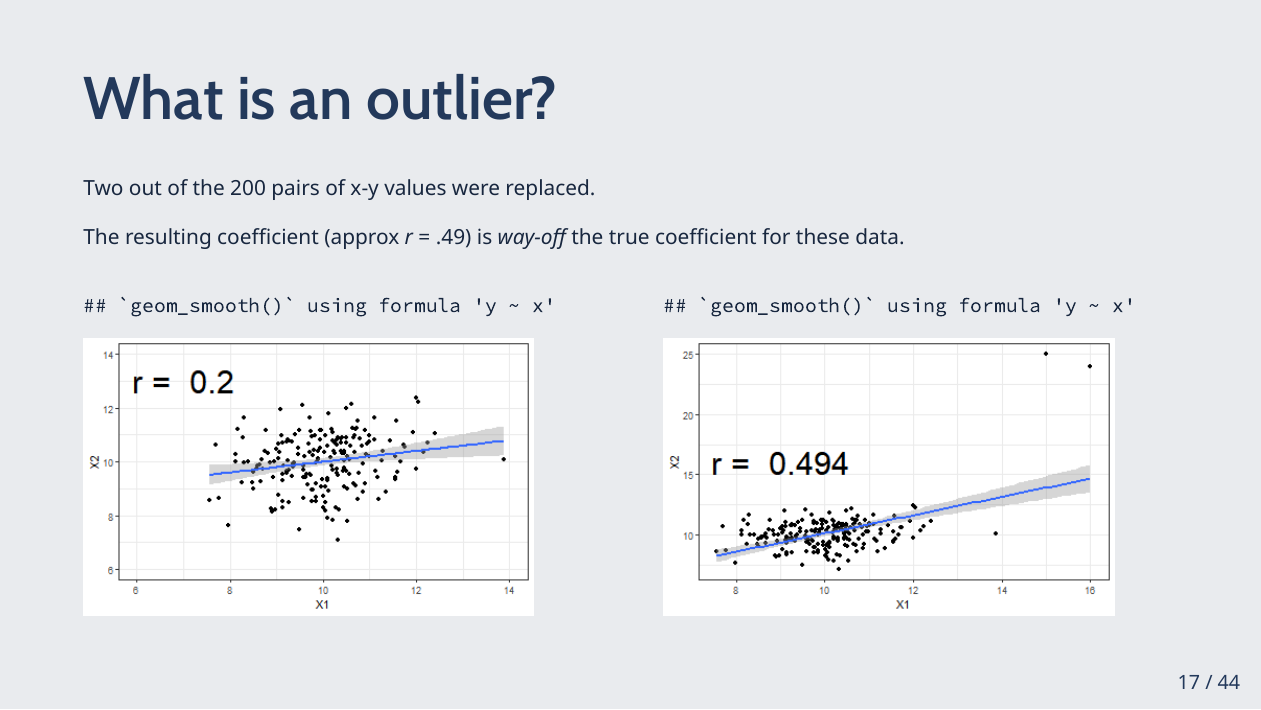 What is an outlier?
Two out of the 200 pairs of x-y values were replaced.
The resulting coefficient (approx r = .49) is way-off the true coefficient for these data.
## `geom_smooth()` using formula 'y ~ x'
14
12
10
8
6
X2
r = 0.2
6 8 10 12 14
X1
## `geom_smooth()` using formula 'y ~ x'
25
20
15
10
X2
r = 0.494
8 10 12 14 16
X1
17 / 44